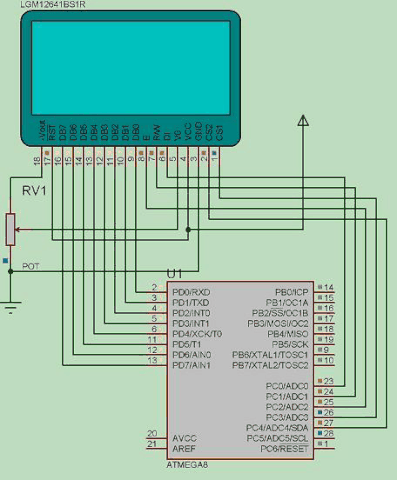 LGM12641BS1R
-Vout
RST
DB7
DB6
DB5
DB4
DB3
DB2
DB1
DB0
E
R/W
DI
V0
VCC
GND
CS2
CS1
18 17 16 15 14 13 12 11 10 9 8 7 6 5 4 3 2 1
RV1
POT
U1
2 PD0/RXD PB0/ICP 14
3 PD1/TXD PB1/OC1A 15
4 PD2/INT0 PB2/SS/OC1B 16
5 PD3/INT1 PB3/MOSI/OC2 17
6 PD4/XCK/T0 PB4/MISO 18
11 PD5/T1 PB5/SCK 19
12 PD6/AIN0 PB6/XTAL1/TOSC1 9
13 PD7/AIN1 PB7/XTAL2/TOSC2 10
PC0/ADC0 23
PC1/ADC1 24
PC2/ADC2 25
PC3/ADC3 26
PC4/ADC4/SDA 27
20 AVCC PC5/ADC5/SCL 28
21 AREF PC6/RESET 1
ATMEGA8